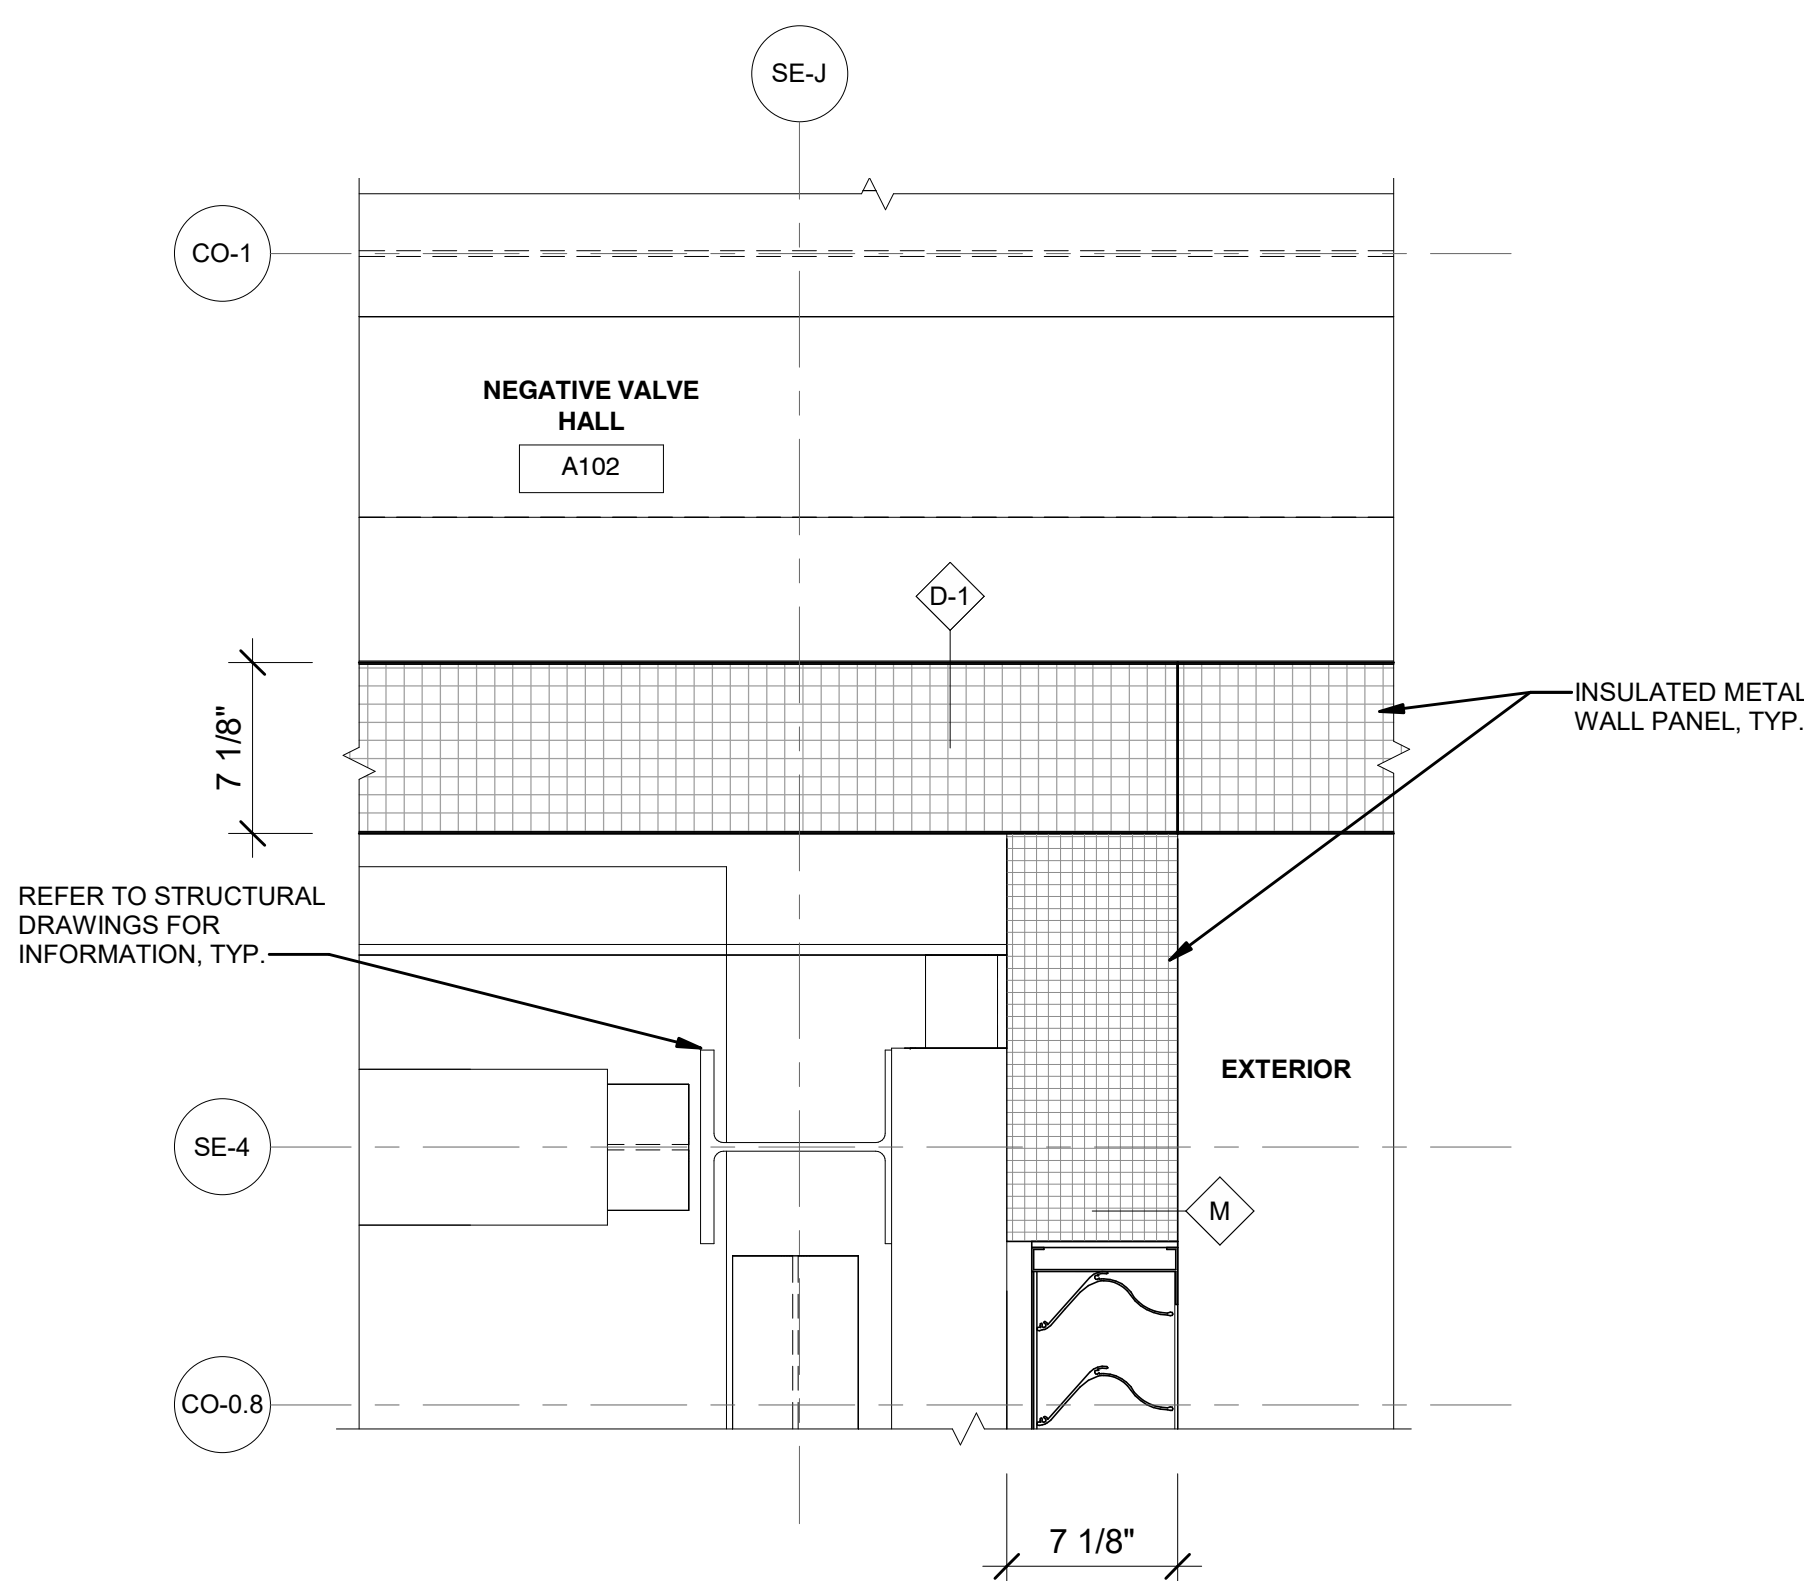 SE-J
CO-1
NEGATIVE VALVE
HALL
A102
D-1
INSULATED METAL
WALL PANEL, TYP.
7 1/8"
REFER TO STRUCTURAL
DRAWINGS FOR
INFORMATION, TYP.
EXTERIOR
SE-4
M
CO-0.8
7 1/8"